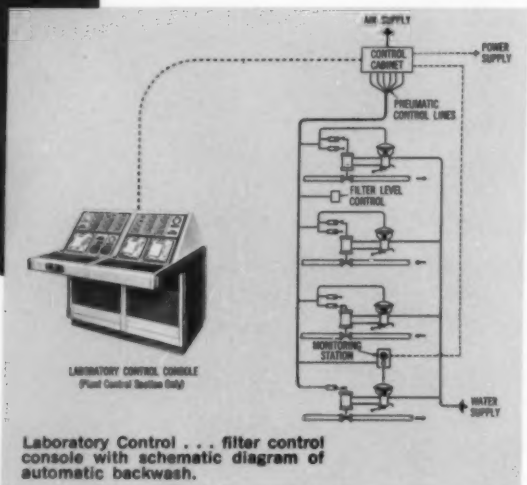 AIR SUPPLY
CONTROL
CABINET
POWER
SUPPLY
PNEUMATIC
CONTROL LINES
FILTER LEVEL
CONTROL
MONITORING
STATION
WATER
SUPPLY
LABORATORY CONTROL CONSOLE
(Plant Control Section Only)
Laboratory Control . . . filter control
console with schematic diagram of
automatic backwash.